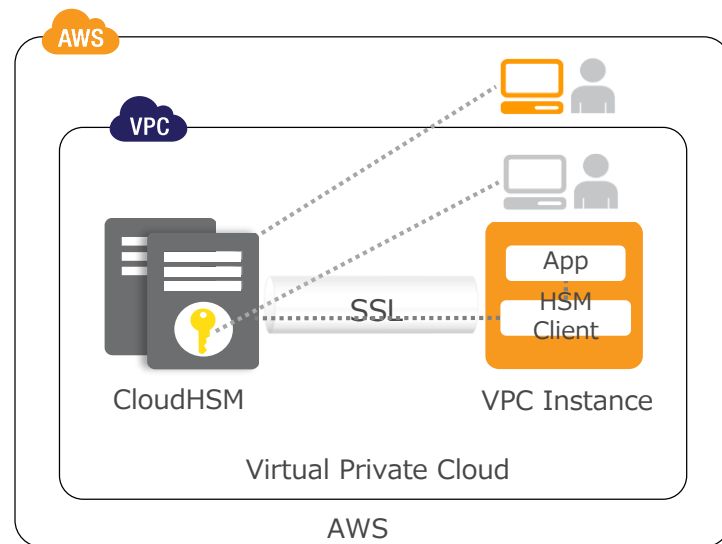 AWS
VPC
App
HSM
Client
SSL
CloudHSM
VPC Instance
Virtual Private Cloud
AWS